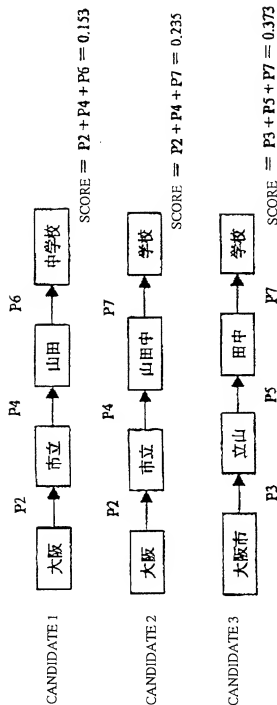 CANDIDATE 1
P2 P4 P6
大阪 市立 山田 中学校
SCORE = P2 + P4 + P6 = 0.153
CANDIDATE 2
P2 P4 P7
大阪 市立 山田中 学校
SCORE = P2 + P4 + P7 = 0.235
CANDIDATE 3
大阪市 立山 田中 学校
P3 P5 P7
SCORE = P3 + P5 + P7 = 0.373